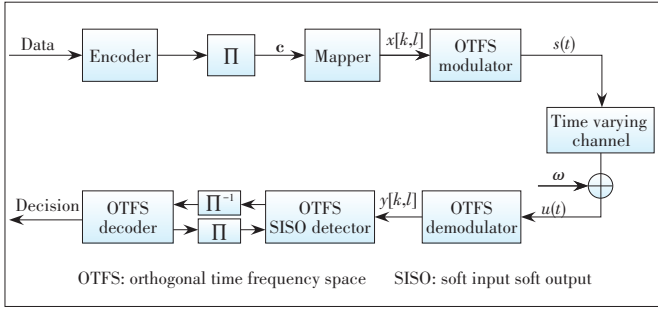 Data
Encoder
Π
c
Mapper
x[k,l]
OTFS
modulator
s(t)
Time varying
channel
ω
u(t)
OTFS
demodulator
y[k,l]
OTFS
SISO detector
Π⁻¹
Π
OTFS
decoder
Decision
OTFS: orthogonal time frequency space SISO: soft input soft output